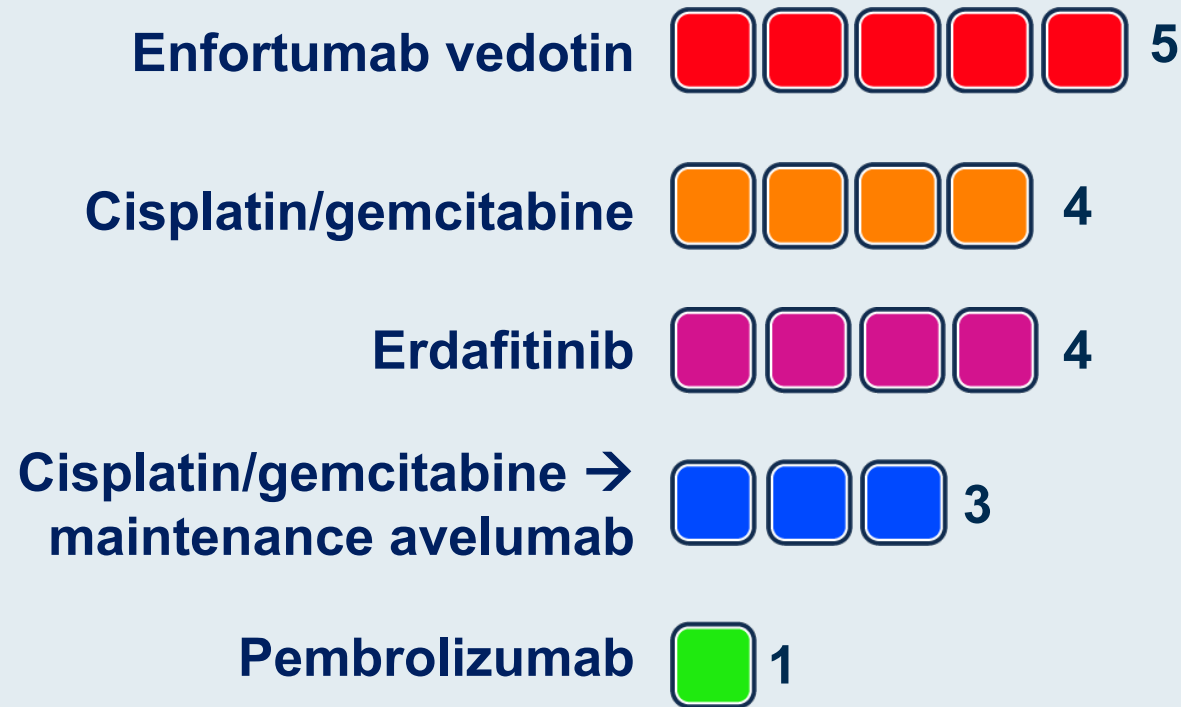 Enfortumab vedotin 5
Cisplatin/gemcitabine 4
Erdafitinib 4
Cisplatin/gemcitabine →
maintenance avelumab 3
Pembrolizumab 1